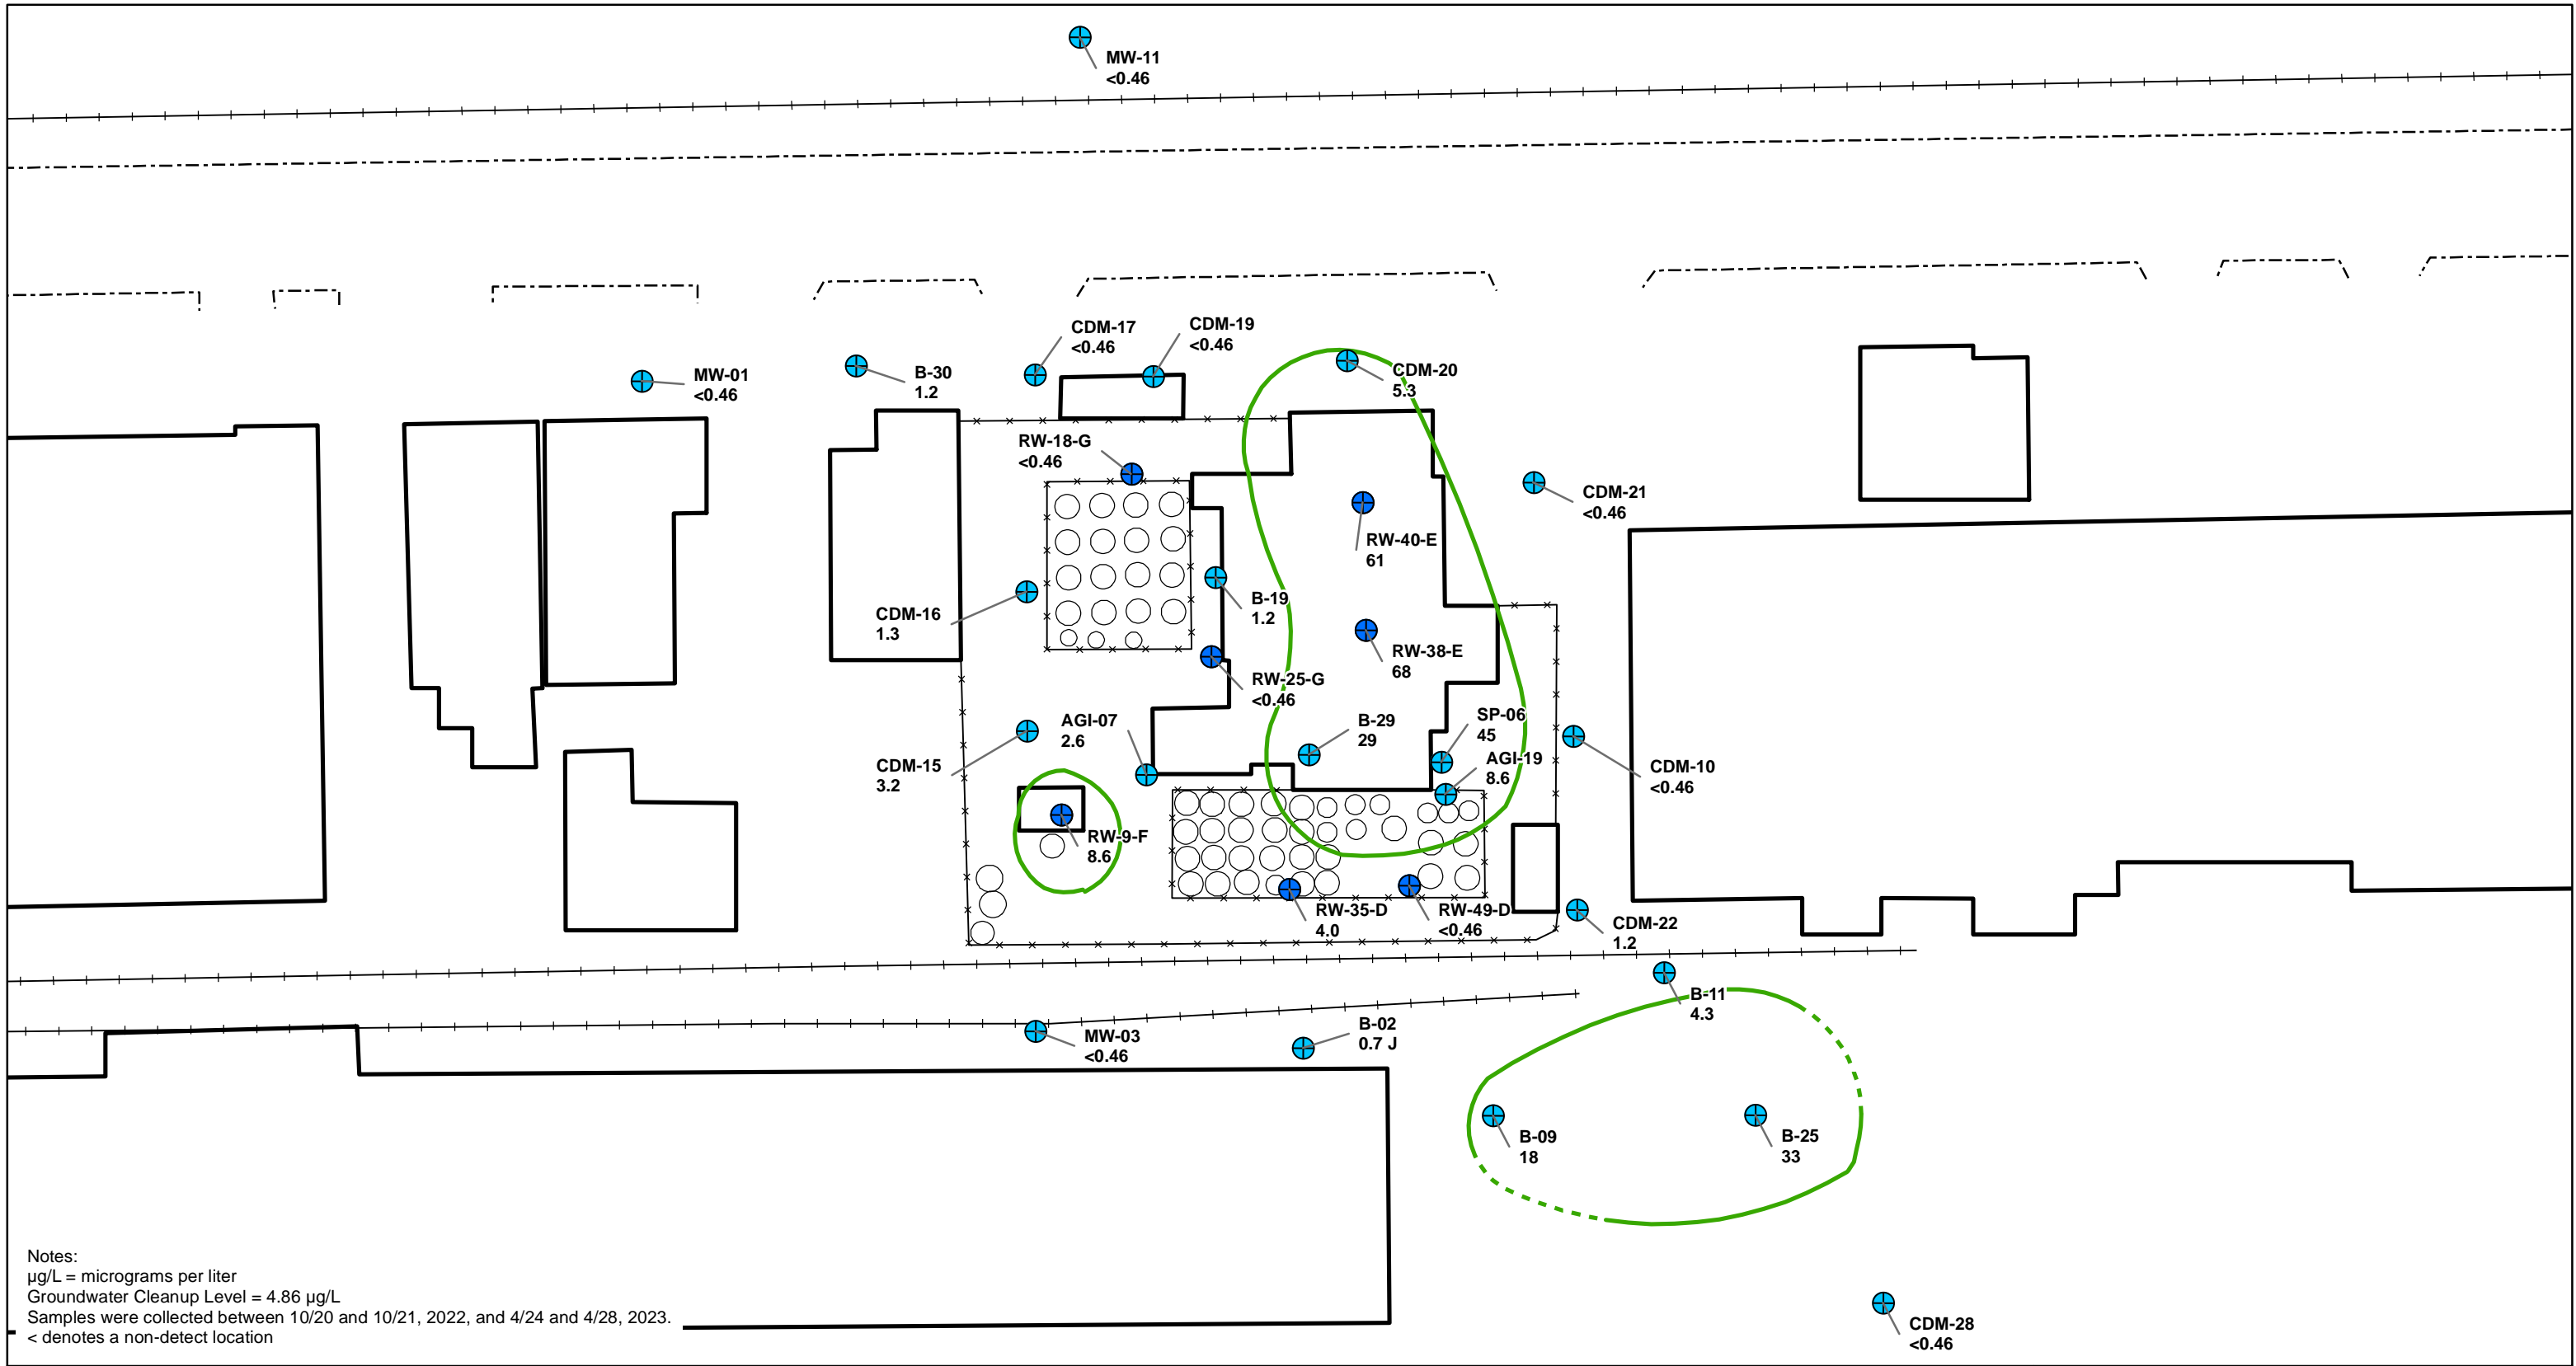 MW-11
<0.46
CDM-17
<0.46
CDM-19
<0.46
MW-01
<0.46
B-30
1.2
CDM-20
5.3
RW-18-G
<0.46
CDM-21
<0.46
RW-40-E
61
CDM-16
1.3
B-19
1.2
RW-38-E
68
RW-25-G
<0.46
AGI-07
2.6
B-29
29
SP-06
45
AGI-19
8.6
CDM-15
3.2
CDM-10
<0.46
RW-9-F
8.6
RW-35-D
4.0
RW-49-D
<0.46
CDM-22
1.2
B-11
4.3
MW-03
<0.46
B-02
0.7 J
B-09
18
B-25
33
CDM-28
<0.46
Notes:
µg/L = micrograms per liter
Groundwater Cleanup Level = 4.86 µg/L
Samples were collected between 10/20 and 10/21, 2022, and 4/24 and 4/28, 2023.
< denotes a non-detect location